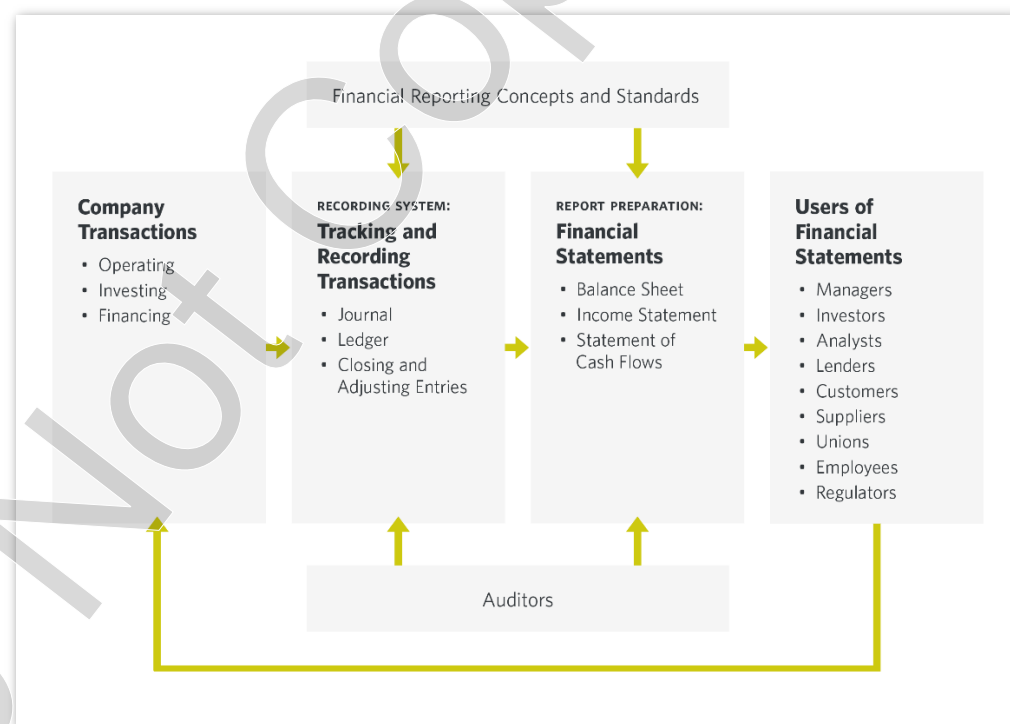 Financial Reporting Concepts and Standards
Company
Transactions
• Operating
• Investing
• Financing
RECORDING SYSTEM:
Tracking and
Recording
Transactions
• Journal
• Ledger
• Closing and
Adjusting Entries
REPORT PREPARATION:
Financial
Statements
• Balance Sheet
• Income Statement
• Statement of
Cash Flows
Users of
Financial
Statements
• Managers
• Investors
• Analysts
• Lenders
• Customers
• Suppliers
• Unions
• Employees
• Regulators
Auditors
Not